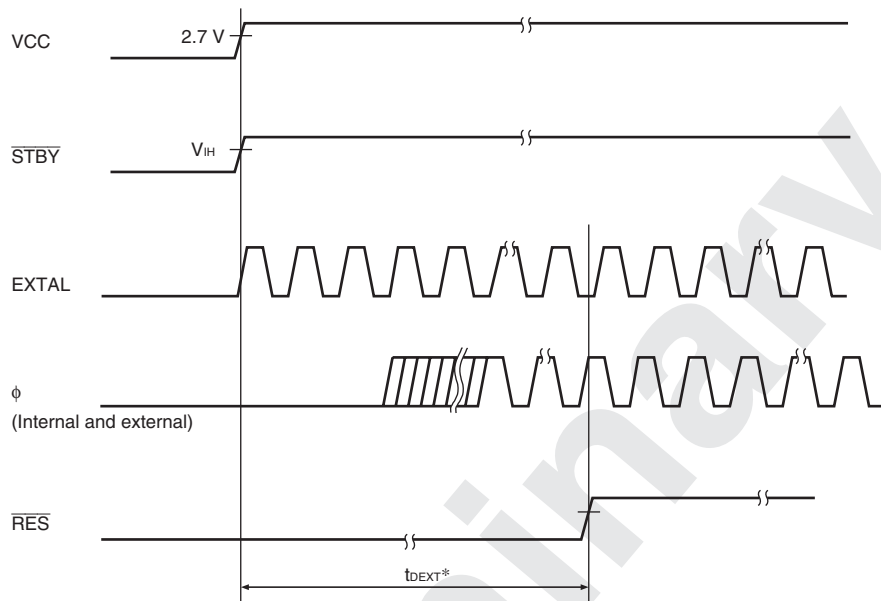 VCC
2.7 V
STBY
VIH
EXTAL
ϕ
(Internal and external)
RES
tDEXT*